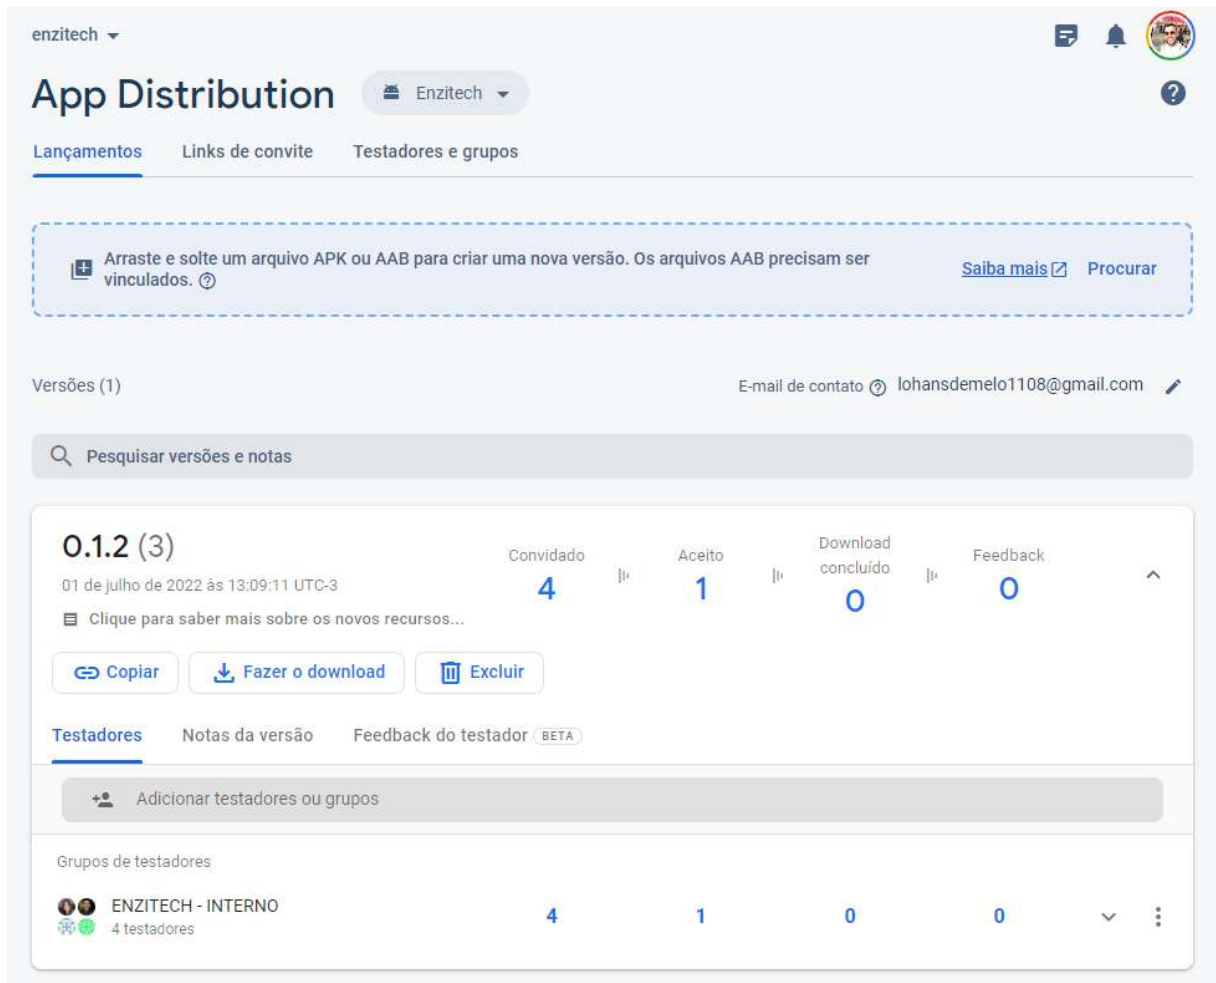 enzitech
App Distribution
Enzitech
Lançamentos
Links de convite
Testadores e grupos
Arraste e solte um arquivo APK ou AAB para criar uma nova versão. Os arquivos AAB precisam ser
vinculados.
Saiba mais
Procurar
Versões (1)
E-mail de contato
lohansdemelo1108@gmail.com
Pesquisar versões e notas
0.1.2 (3)
01 de julho de 2022 às 13:09:11 UTC-3
Clique para saber mais sobre os novos recursos...
Convidado
4
Aceito
1
Download
concluído
0
Feedback
0
Copiar
Fazer o download
Excluir
Testadores
Notas da versão
Feedback do testador BETA
Adicionar testadores ou grupos
Grupos de testadores
ENZITECH - INTERNO
4 testadores
4
1
0
0